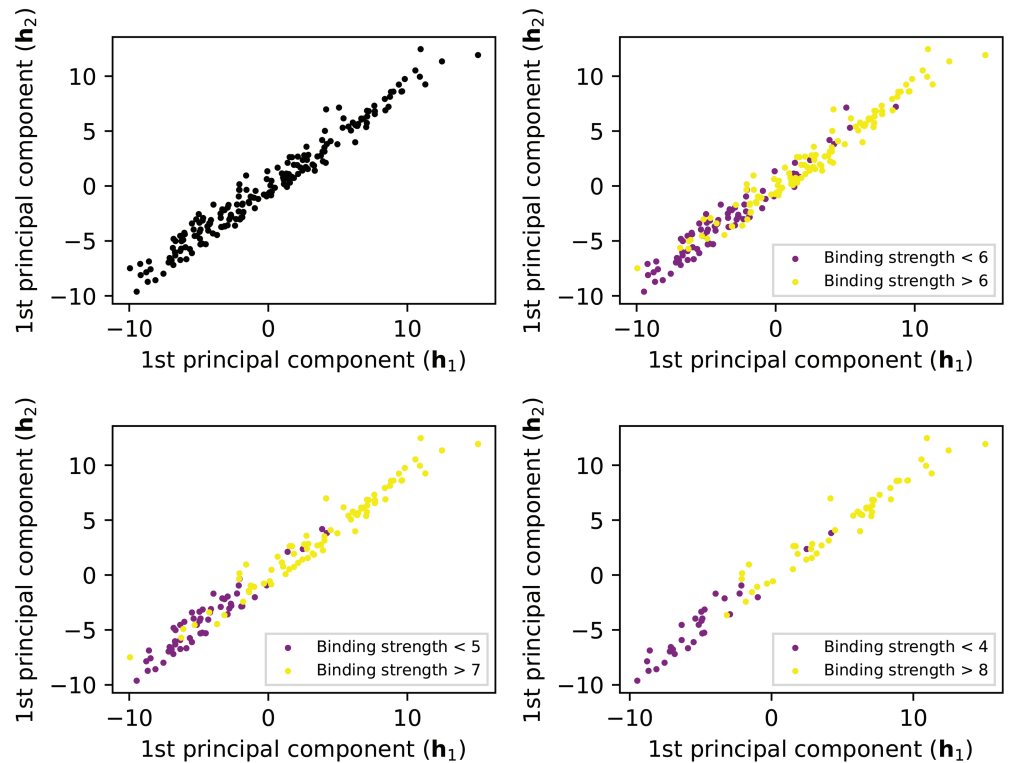 1st principal component (h₂)
10
5
0
−5
−10
−10 0 10
1st principal component (h₁)
1st principal component (h₂)
10
5
0
−5
−10
Binding strength < 6
Binding strength > 6
−10 0 10
1st principal component (h₁)
1st principal component (h₂)
10
5
0
−5
−10
Binding strength < 5
Binding strength > 7
−10 0 10
1st principal component (h₁)
1st principal component (h₂)
10
5
0
−5
−10
Binding strength < 4
Binding strength > 8
−10 0 10
1st principal component (h₁)